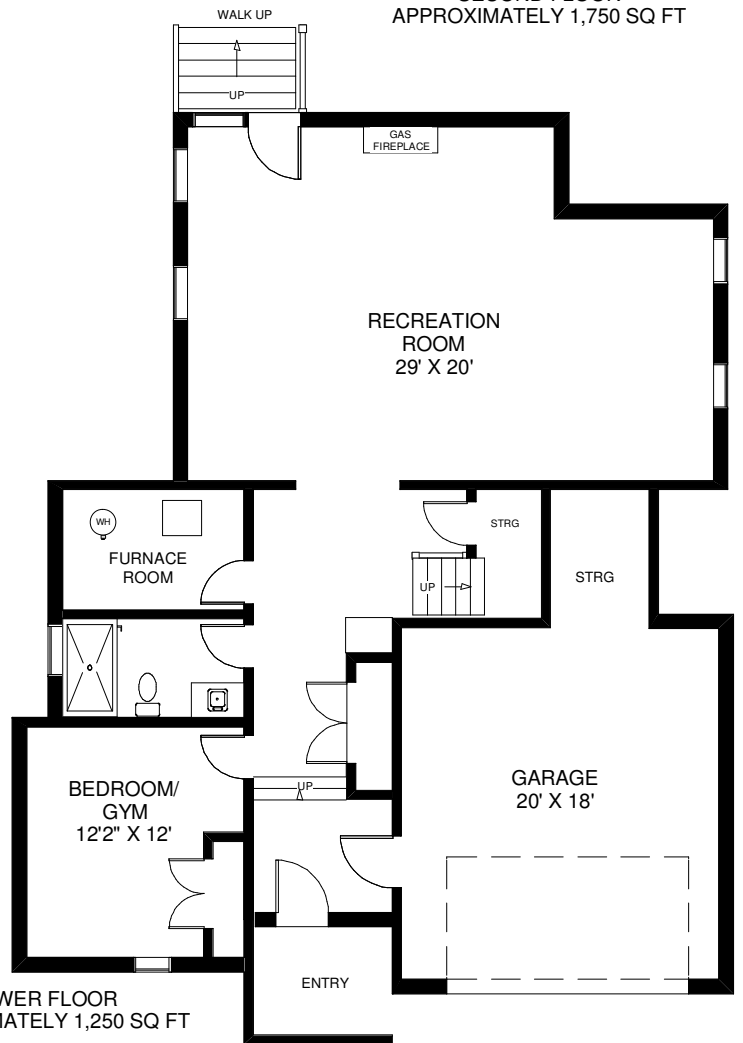 WALK UP
APPROXIMATELY 1,750 SQ FT
UP
GAS
FIREPLACE
RECREATION
ROOM
29' X 20'
WH
FURNACE
ROOM
STRG
UP
STRG
BEDROOM/
GYM
12'2" X 12'
UP
GARAGE
20' X 18'
ENTRY
WER FLOOR
MATELY 1,250 SQ FT